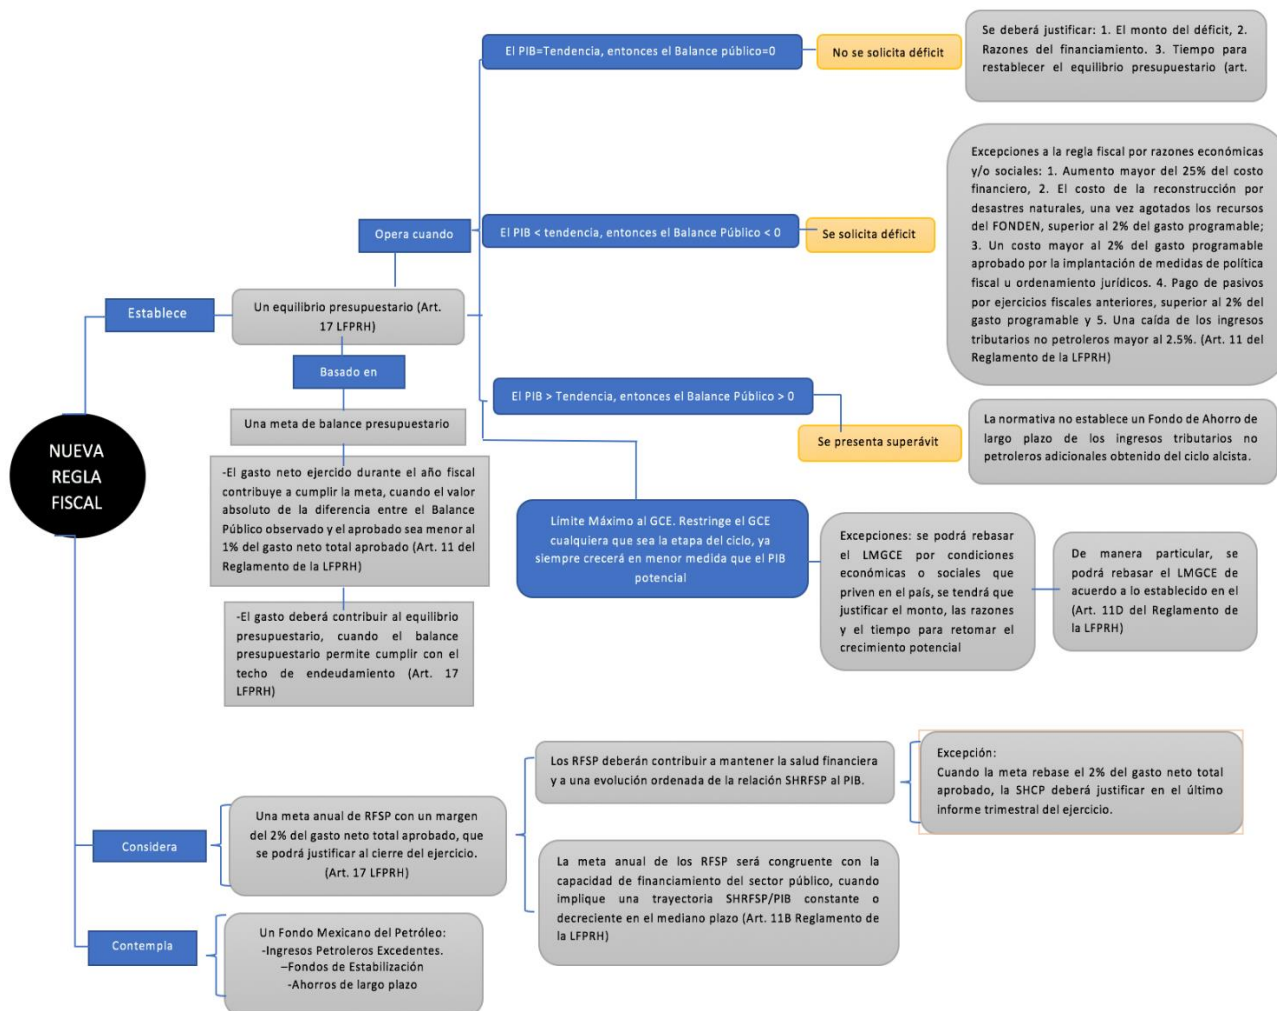 NUEVA
REGLA
FISCAL
Establece
Un equilibrio presupuestario (Art.
17 LFPRH)
Opera cuando
El PIB=Tendencia, entonces el Balance público=0
No se solicita déficit
Se deberá justificar: 1. El monto del déficit, 2.
Razones del financiamiento. 3. Tiempo para
restablecer el equilibrio presupuestario (art.
El PIB < tendencia, entonces el Balance Público < 0
Se solicita déficit
Excepciones a la regla fiscal por razones económicas
y/o sociales: 1. Aumento mayor del 25% del costo
financiero, 2. El costo de la reconstrucción por
desastres naturales, una vez agotados los recursos
del FONDEN, superior al 2% del gasto programable;
3. Un costo mayor al 2% del gasto programable
aprobado por la implantación de medidas de política
fiscal u ordenamiento jurídicos. 4. Pago de pasivos
por ejercicios fiscales anteriores, superior al 2% del
gasto programable y 5. Una caída de los ingresos
tributarios no petroleros mayor al 2.5%. (Art. 11 del
Reglamento de la LFPRH)
El PIB > Tendencia, entonces el Balance Público > 0
Se presenta superávit
La normativa no establece un Fondo de Ahorro de
largo plazo de los ingresos tributarios no
petroleros adicionales obtenido del ciclo alcista.
Límite Máximo al GCE. Restringe el GCE
cualquiera que sea la etapa del ciclo, ya
siempre crecerá en menor medida que el PIB
potencial
Excepciones: se podrá rebasar
el LMGCE por condiciones
económicas o sociales que
priven en el país, se tendrá que
justificar el monto, las razones
y el tiempo para retomar el
crecimiento potencial
De manera particular, se
podrá rebasar el LMGCE de
acuerdo a lo establecido en el
(Art. 11D del Reglamento de
la LFPRH)
Basado en
Una meta de balance presupuestario
-El gasto neto ejercido durante el año fiscal
contribuye a cumplir la meta, cuando el valor
absoluto de la diferencia entre el Balance
Público observado y el aprobado sea menor al
1% del gasto neto total aprobado (Art. 11 del
Reglamento de la LFPRH)
-El gasto deberá contribuir al equilibrio
presupuestario, cuando el balance
presupuestario permite cumplir con el
techo de endeudamiento (Art. 17
LFPRH)
Considera
Una meta anual de RFSP con un margen
del 2% del gasto neto total aprobado, que
se podrá justificar al cierre del ejercicio.
(Art. 17 LFPRH)
Los RFSP deberán contribuir a mantener la salud financiera
y a una evolución ordenada de la relación SHRFSP al PIB.
Excepción:
Cuando la meta rebase el 2% del gasto neto total
aprobado, la SHCP deberá justificar en el último
informe trimestral del ejercicio.
La meta anual de los RFSP será congruente con la
capacidad de financiamiento del sector público, cuando
implique una trayectoria SHRFSP/PIB constante o
decreciente en el mediano plazo (Art. 11B Reglamento de
la LFPRH)
Contempla
Un Fondo Mexicano del Petróleo:
-Ingresos Petroleros Excedentes.
–Fondos de Estabilización
-Ahorros de largo plazo